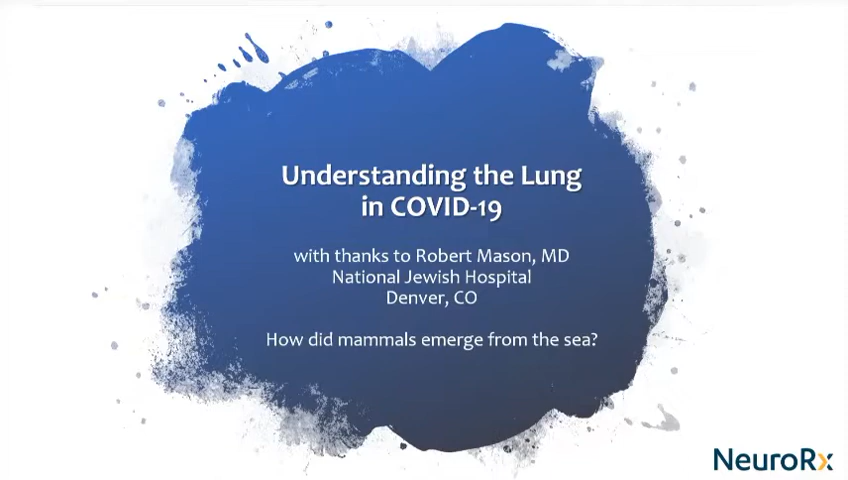 Understanding the Lung
in COVID-19
with thanks to Robert Mason, MD
National Jewish Hospital
Denver, CO
How did mammals emerge from the sea?
NeuroRx